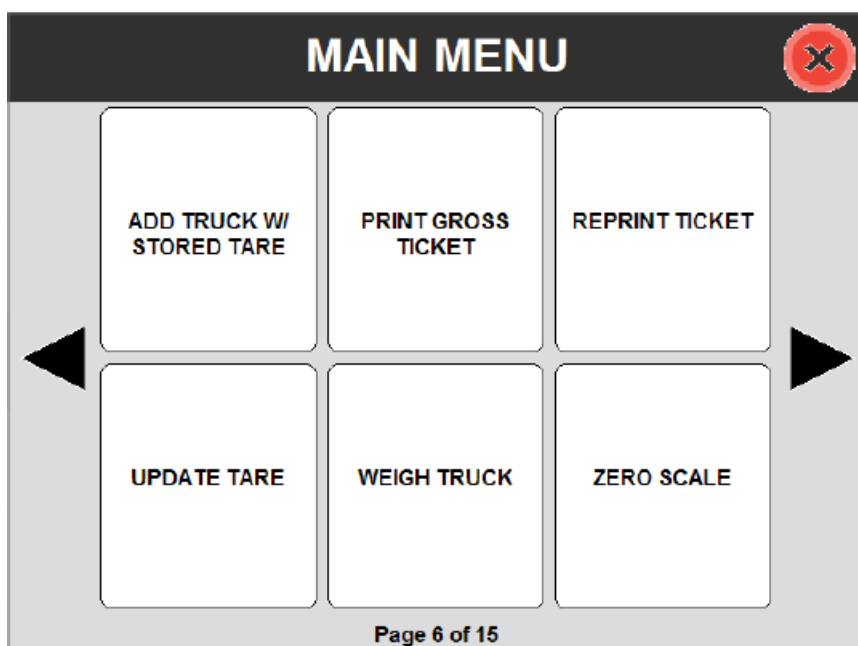 MAIN MENU
ADD TRUCK W/
STORED TARE
PRINT GROSS
TICKET
REPRINT TICKET
UPDATE TARE
WEIGH TRUCK
ZERO SCALE
Page 6 of 15